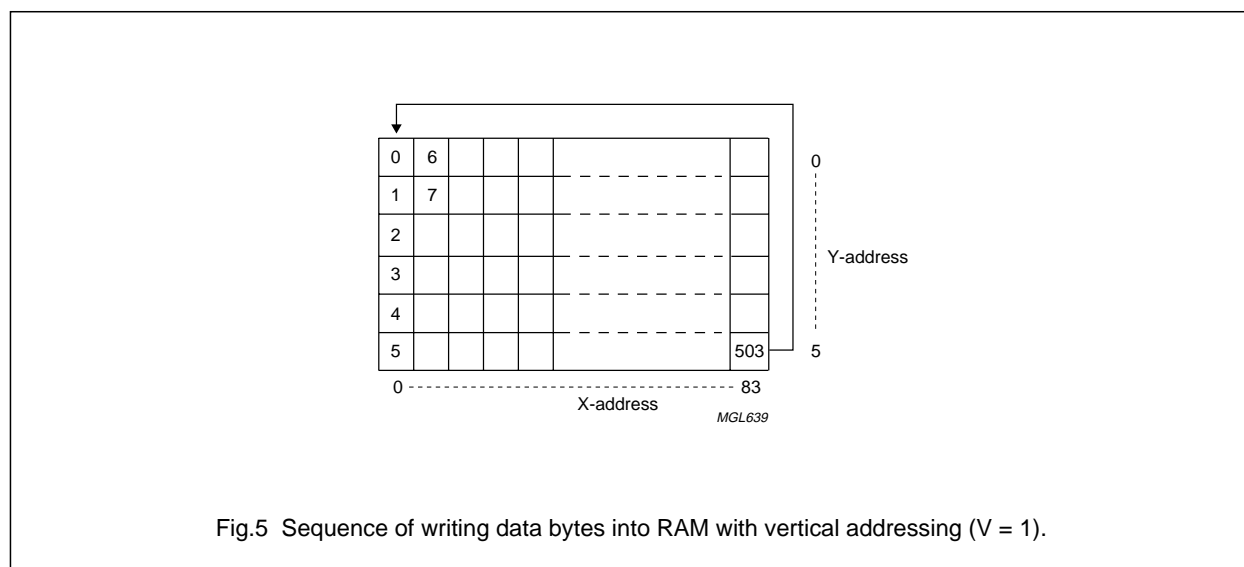 0 6 0
1 7
2
3 Y-address
4
5 503 5
0 83
X-address
MGL639
Fig.5 Sequence of writing data bytes into RAM with vertical addressing (V = 1).